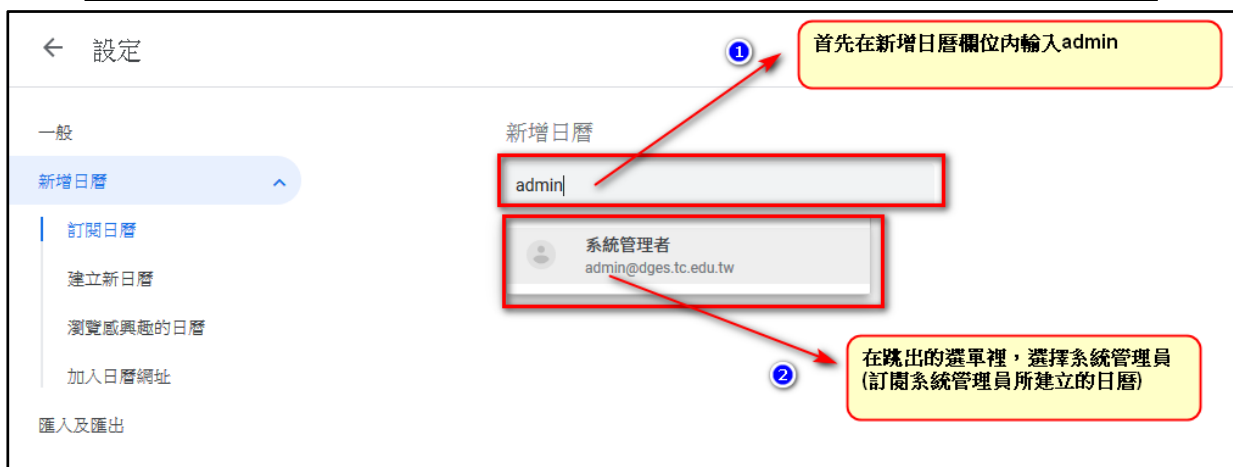 設定
1
首先在新增日曆欄位內輸入admin
一般
新增日曆
新增日曆
admin
訂閱日曆
系統管理者
admin@dges.tc.edu.tw
建立新日曆
瀏覽感興趣的日曆
加入日曆網址
2
在跳出的選單裡，選擇系統管理員
(訂閱系統管理員所建立的日曆)
匯入及匯出